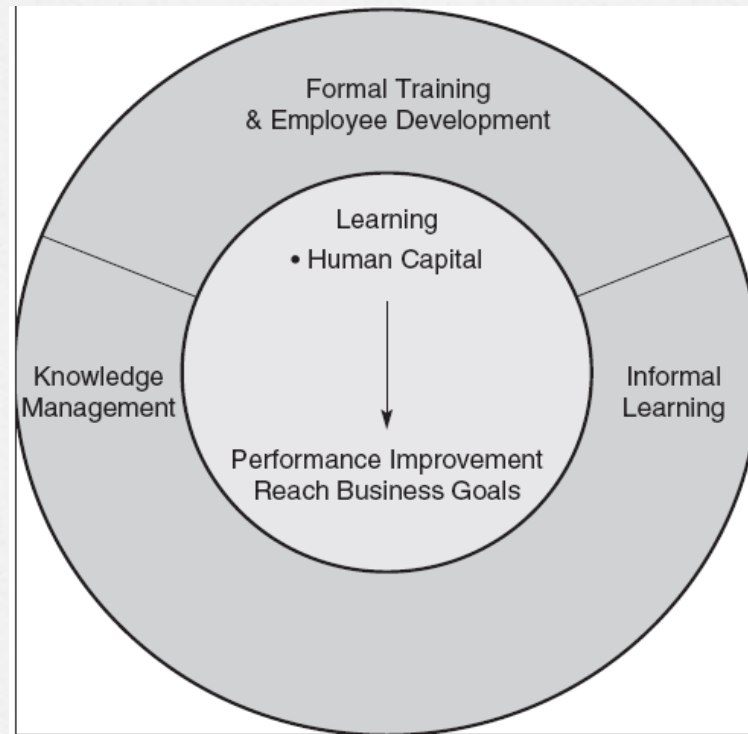 Formal Training
& Employee Development
Learning
• Human Capital
Knowledge
Management
Informal
Learning
Performance Improvement
Reach Business Goals